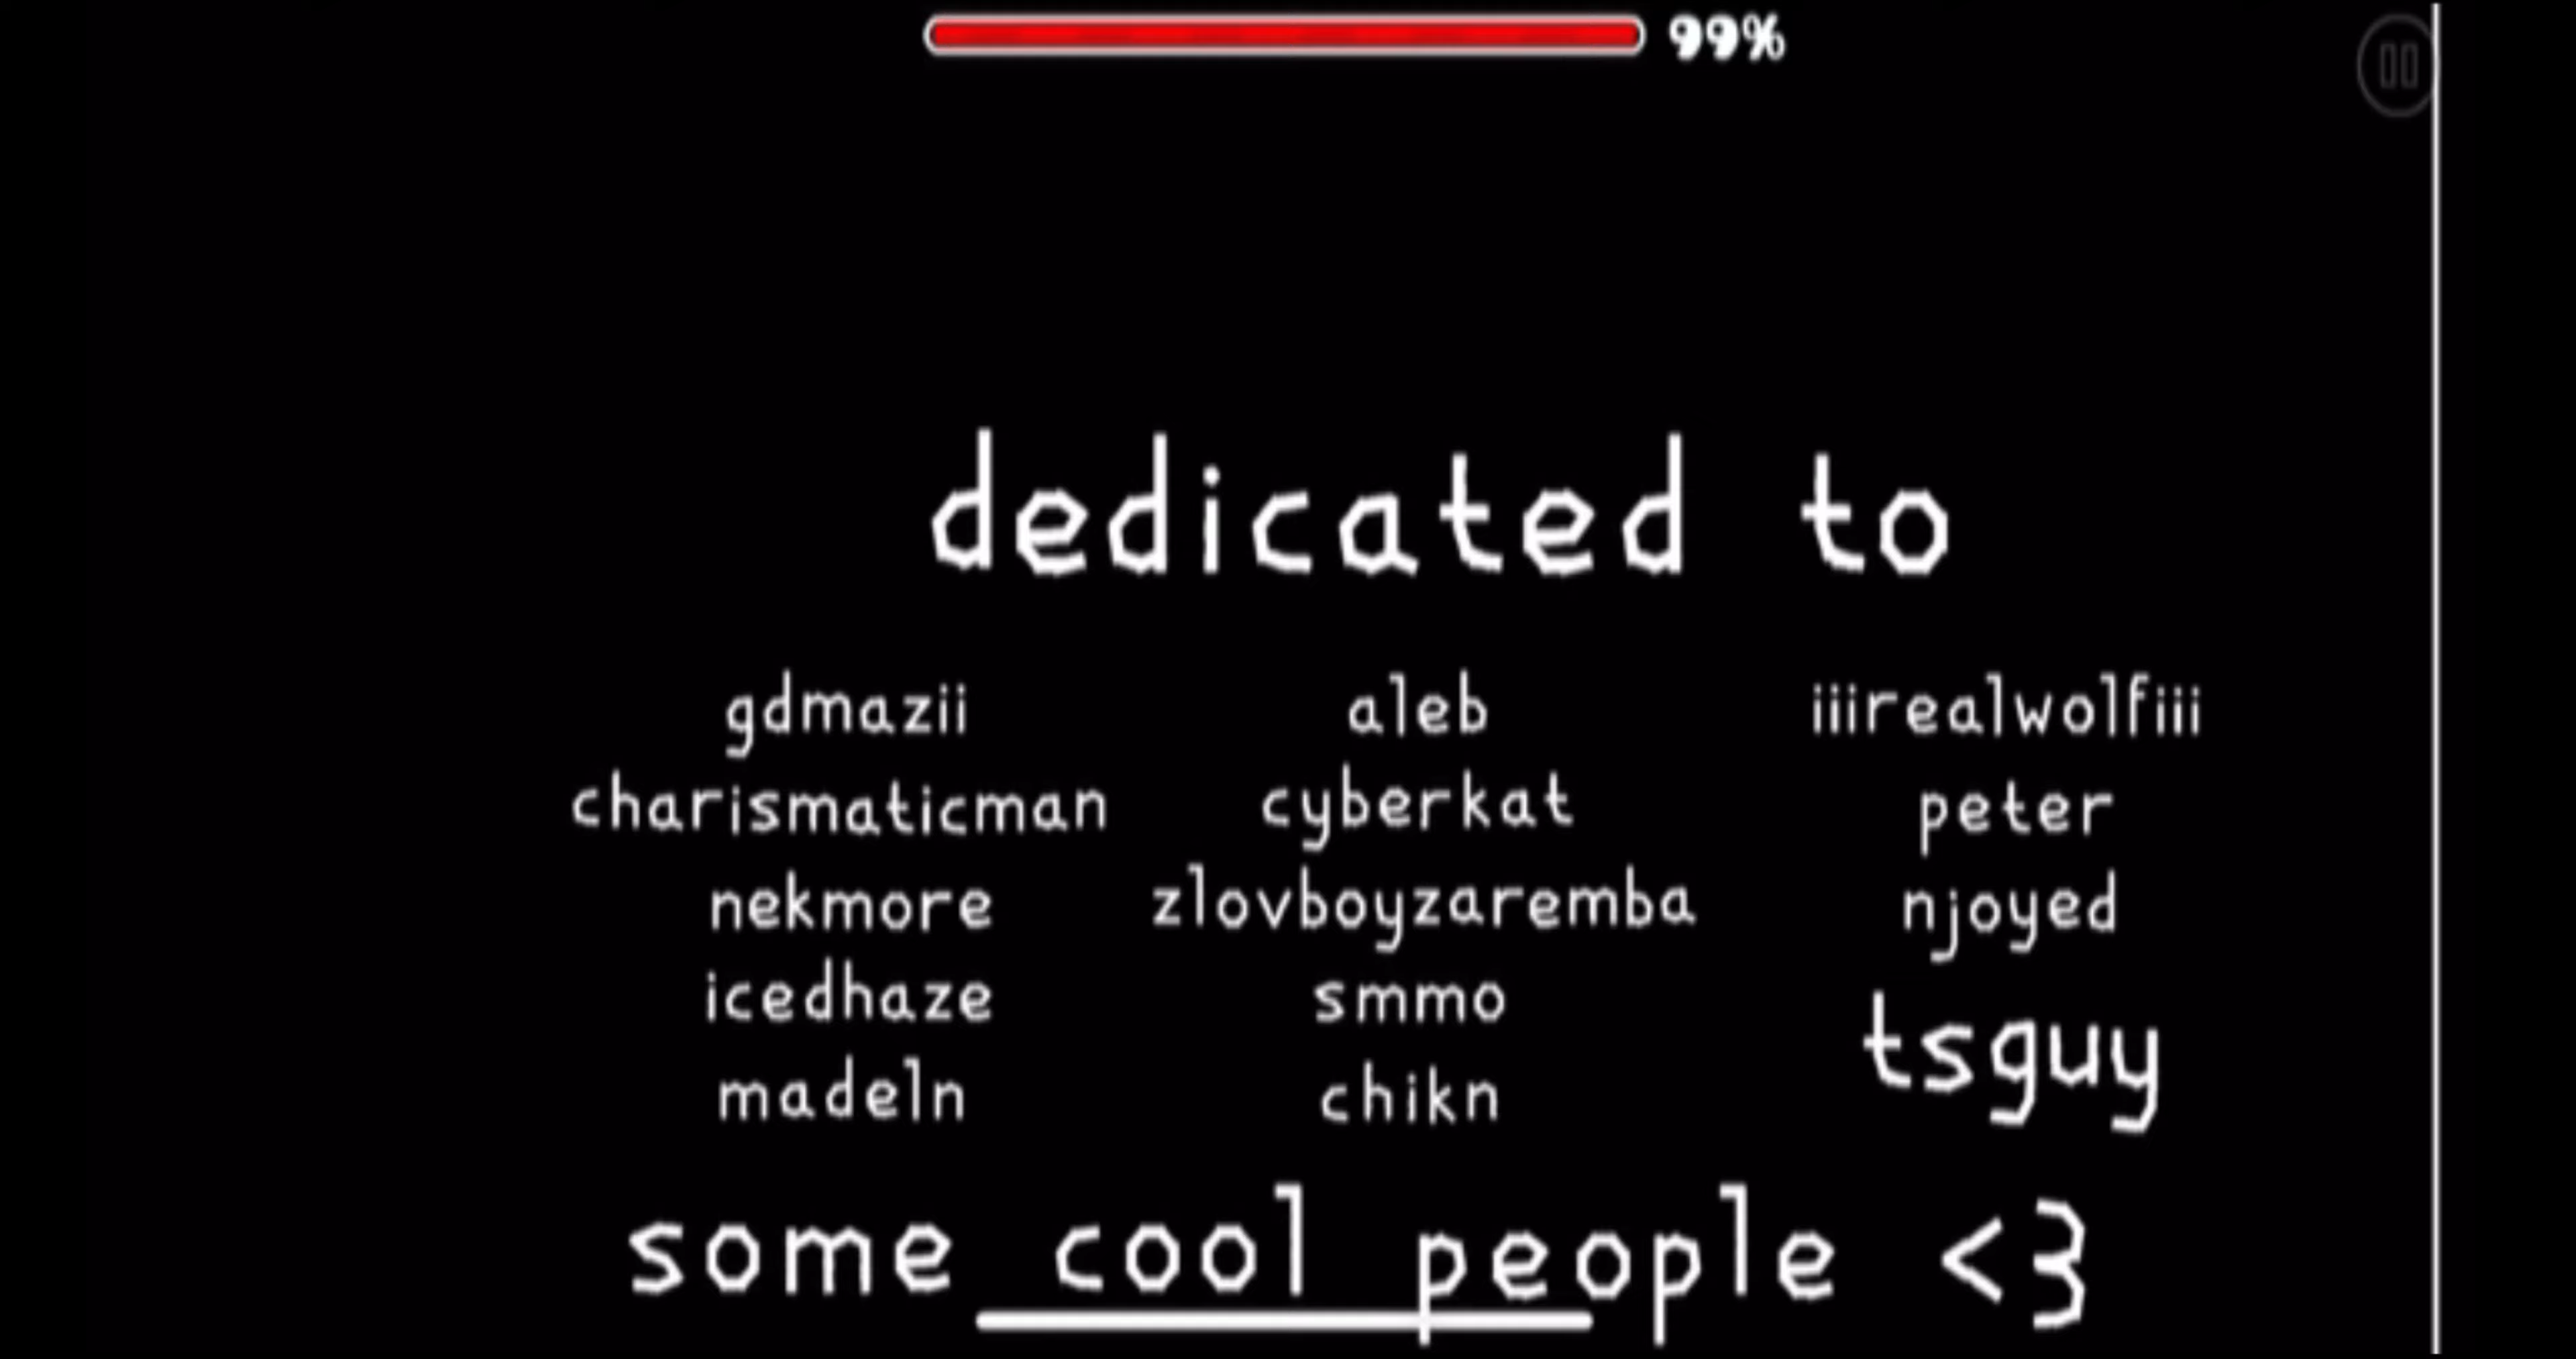 99%
dedicated to
gdmazii aleb iiirealwolfiii
charismaticman cyberkat peter
nekmore zlovboyzaremba njoyed
icedhaze smmo tsguy
madeln chikn
some cool people <3